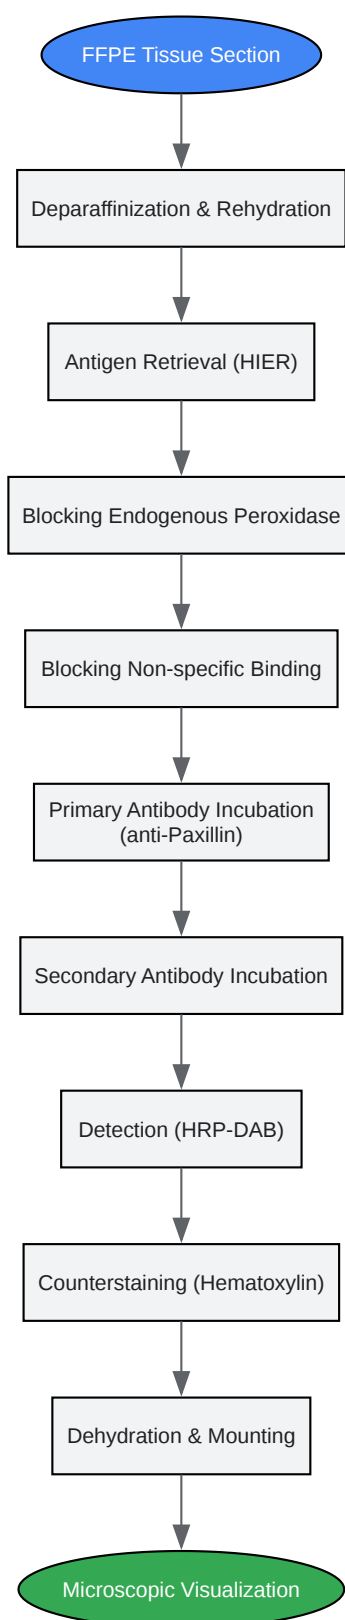 FFPE Tissue Section
Deparaffinization & Rehydration
Antigen Retrieval (HIER)
Blocking Endogenous Peroxidase
Blocking Non-specific Binding
Primary Antibody Incubation
(anti-Paxillin)
Secondary Antibody Incubation
Detection (HRP-DAB)
Counterstaining (Hematoxylin)
Dehydration & Mounting
Microscopic Visualization